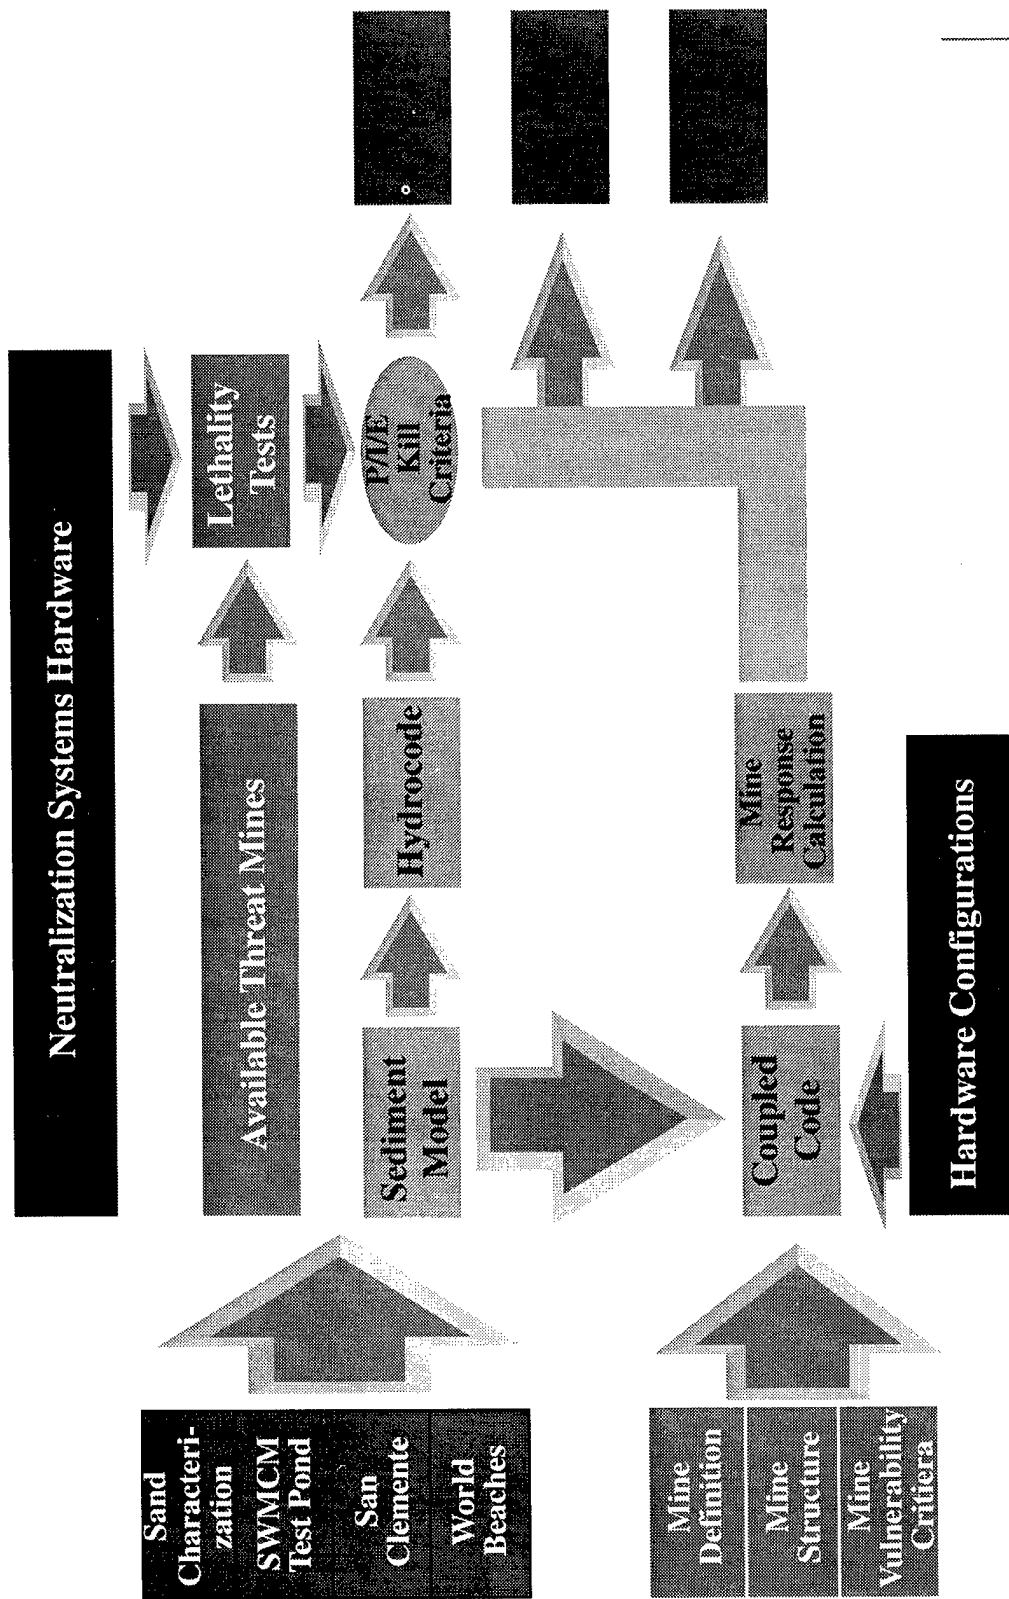 Neutralization Systems Hardware
Sand
Characteri-
zation
SWMCM
Test Pond
San
Clemente
World
Beaches
Available Threat Mines
Lethality
Tests
Sediment
Model
Hydrocode
P/I/E
Kill
Criteria
Mine
Definition
Mine
Structure
Mine
Vulnerability
Critiera
Coupled
Code
Mine
Response
Calculation
Hardware Configurations